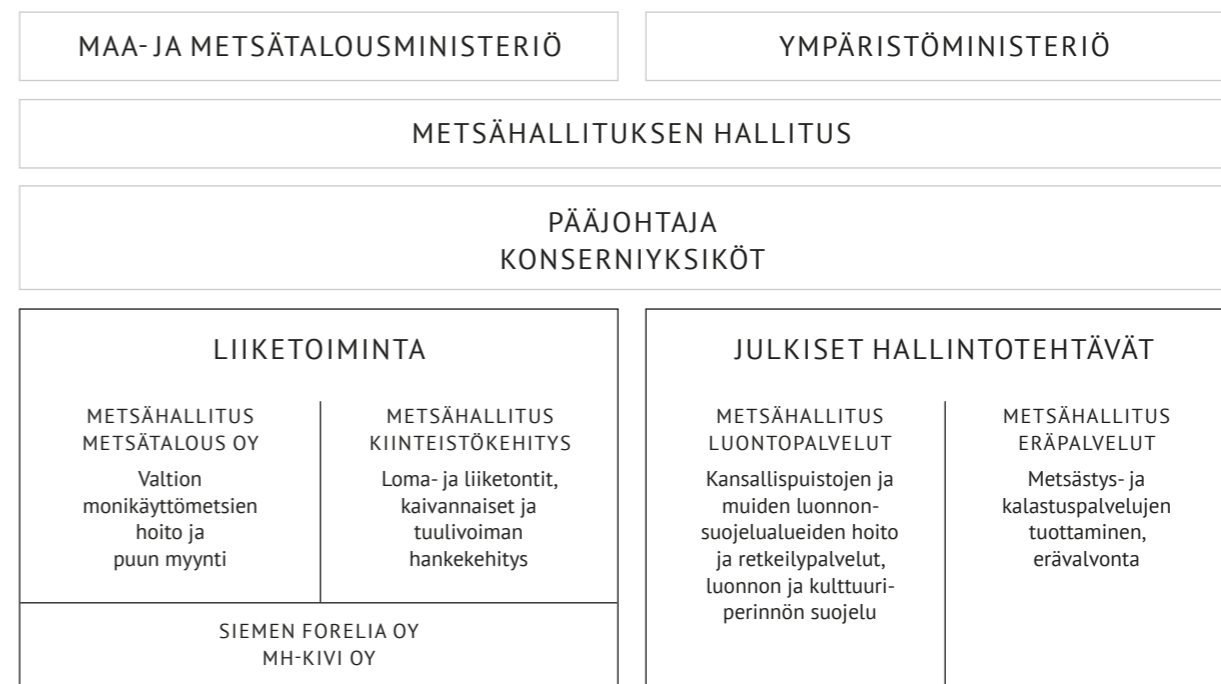 MAA- JA METSÄTALOUSMINISTERIÖ
YMPÄRISTÖMINISTERIÖ
METSÄHALLITUKSEN HALLITUS
PÄÄJOHTAJA
KONSERNIYKSIKÖT
LIIKETOIMINTA
METSÄHALLITUS
METSÄTALOUS OY
Valtion
monikäyttömetsien
hoito ja
puun myynti
METSÄHALLITUS
KIINTEISTÖKEHITYS
Loma- ja liiketontit,
kaivannaiset ja
tuulivoiman
hankekehitys
SIEMEN FORELIA OY
MH-KIVI OY
JULKISET HALLINTOTEHTÄVÄT
METSÄHALLITUS
LUONTOPALVELUT
Kansallispuistojen ja
muiden luonnon-
suojelualueiden hoito
ja retkeilypalvelut,
luonnon ja kulttuuri-
perinnön suojelu
METSÄHALLITUS
ERÄPALVELUT
Metsästys- ja
kalastuspalvelujen
tuottaminen,
erävalvonta